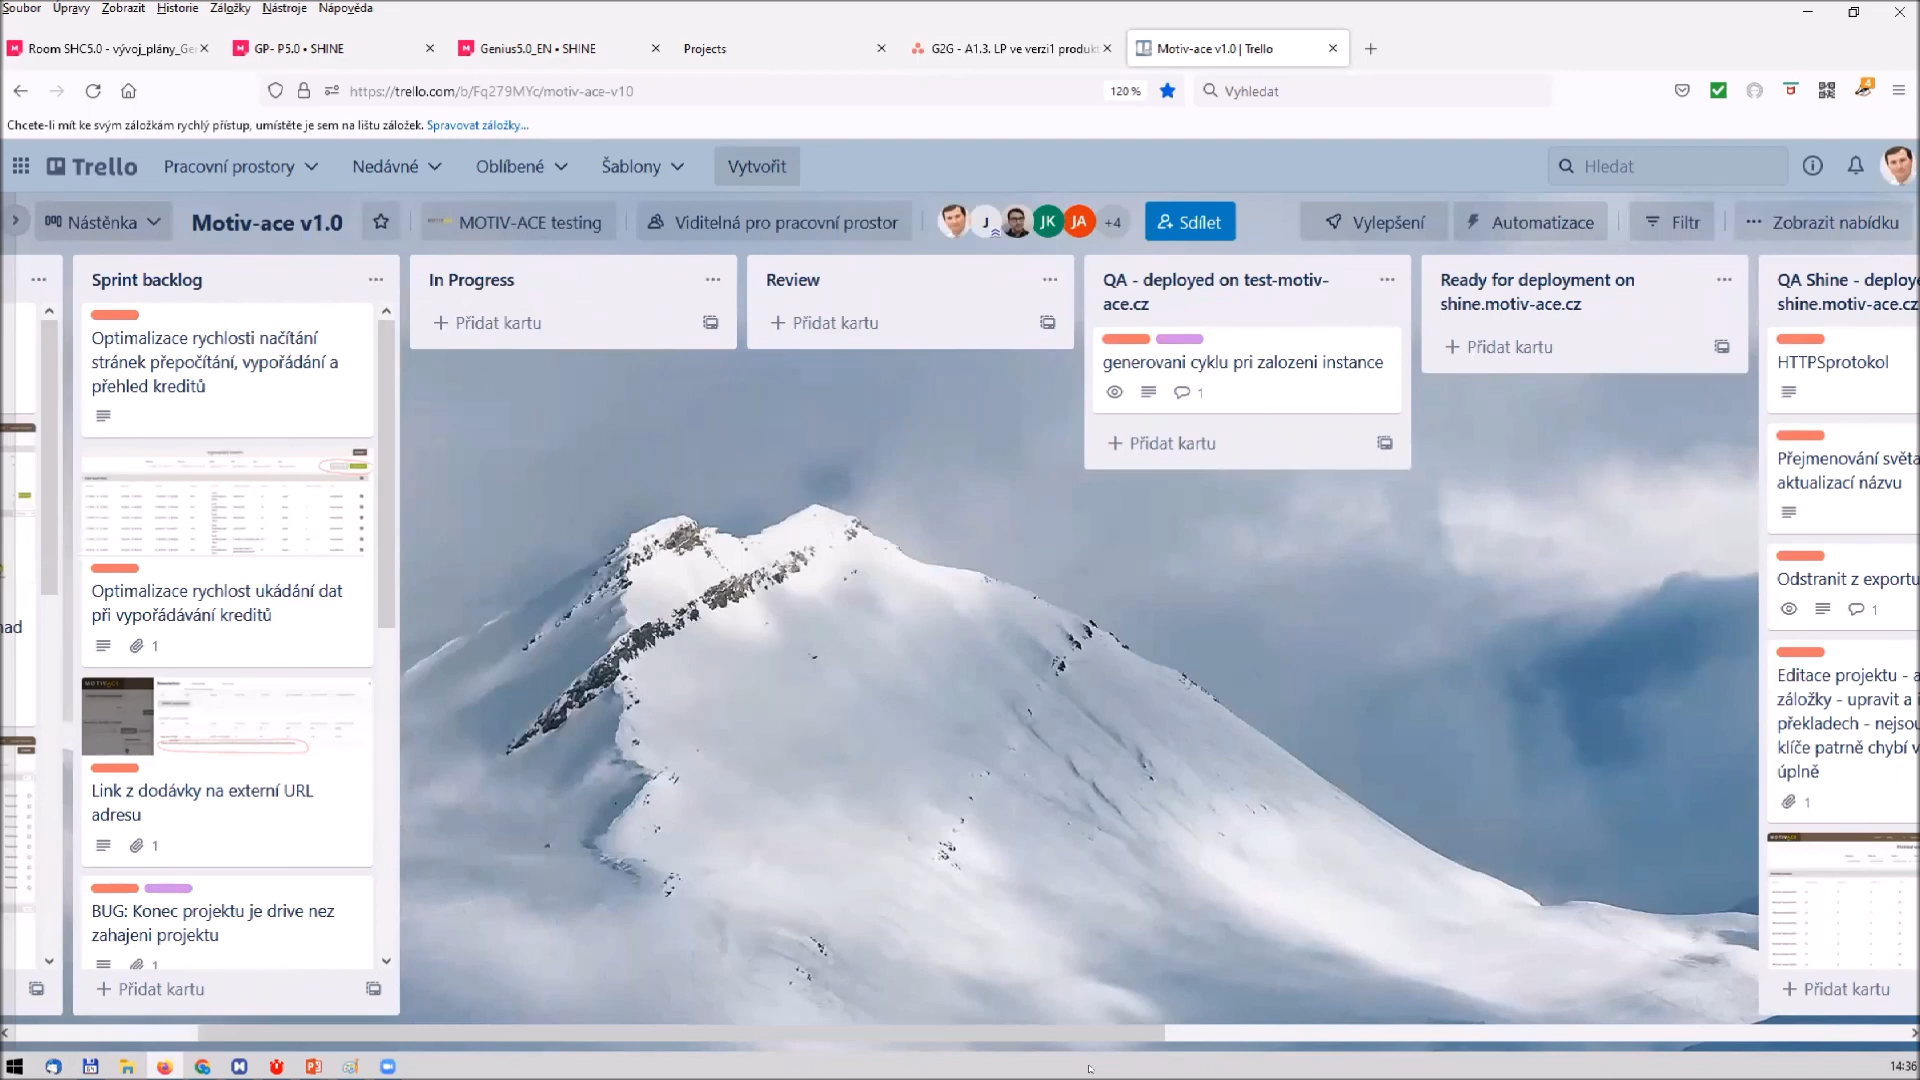 Soubor Úpravy Zobrazit Historie Záložky Nástroje Nápověda
Room SHC5.0 - vývoj_plány_Ge
GP- P5.0 • SHINE
Genius5.0_EN • SHINE
Projects
G2G - A1.3. LP ve verzi1 produkt
Motiv-ace v1.0 | Trello
https://trello.com/b/Fq279MYc/motiv-ace-v10
120 %
Vyhledat
4
Chcete-li mít ke svým záložkám rychlý přístup, umístěte je sem na lištu záložek. Spravovat záložky...
Trello
Pracovní prostory
Nedávné
Oblíbené
Šablony
Vytvořit
Hledat
Nástěnka
Motiv-ace v1.0
MOTIV-ACE testing
Viditelná pro pracovní prostor
J
JK
JA
+4
Sdílet
Vylepšení
Automatizace
Filtr
Zobrazit nabídku
nad
Sprint backlog
Optimalizace rychlosti načítání
stránek přepočítání, vypořádání a
přehled kreditů
Optimalizace rychlost ukádání dat
při vypořádávání kreditů
1
MOTIVACE
Link z dodávky na externí URL
adresu
1
BUG: Konec projektu je drive nez
zahajeni projektu
1
Přidat kartu
In Progress
Přidat kartu
Review
Přidat kartu
QA - deployed on test-motiv-
ace.cz
generovani cyklu pri zalozeni instance
1
Přidat kartu
Ready for deployment on
shine.motiv-ace.cz
Přidat kartu
QA Shine - deploye
shine.motiv-ace.cz
HTTPSprotokol
Přejmenování světa
aktualizací názvu
Odstranit z exportu
1
Editace projektu - a
záložky - upravit a i
překladech - nejsou
klíče patrně chybí v
úplně
1
Přidat kartu
14:36